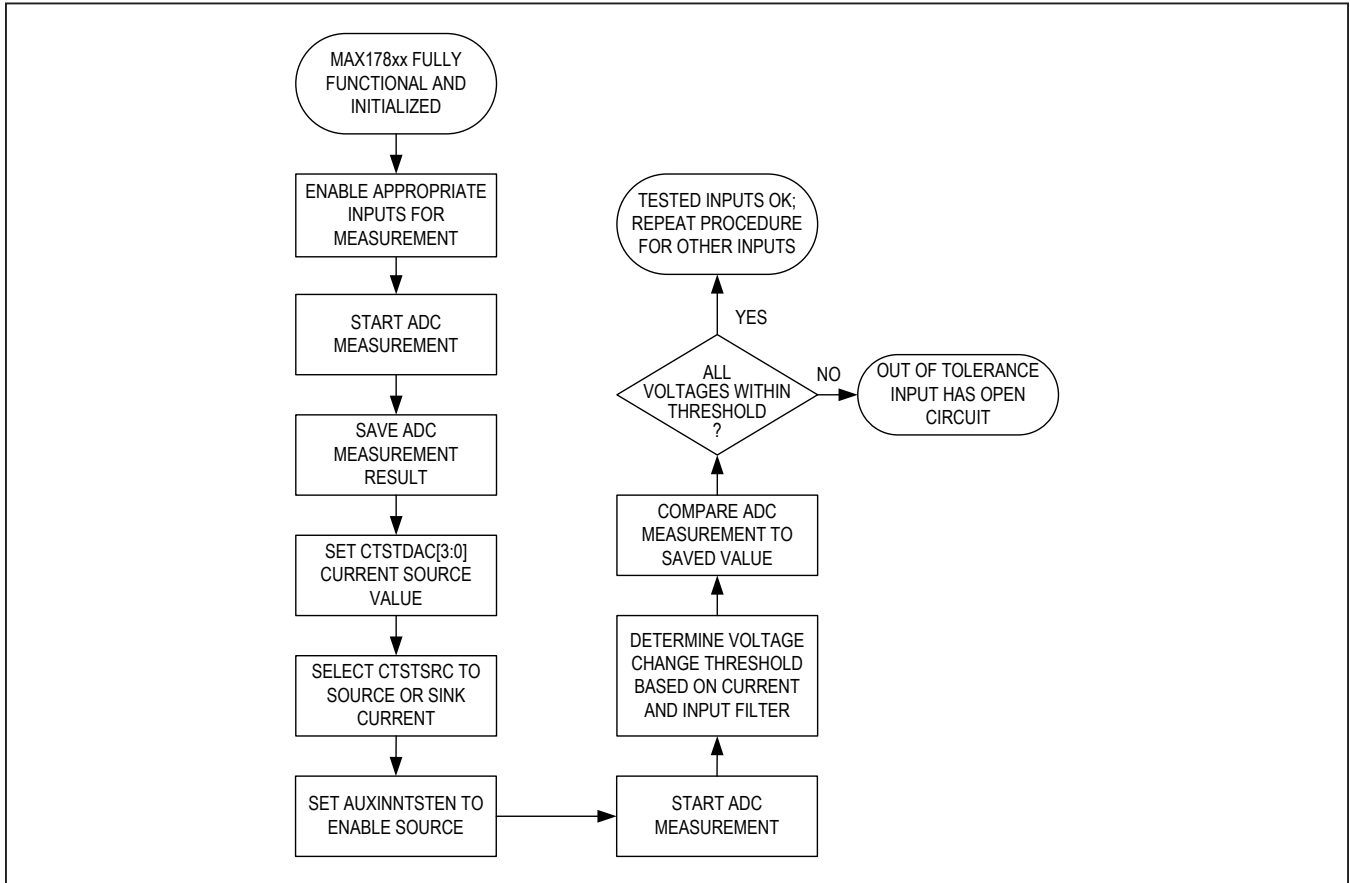 MAX178xx FULLY
FUNCTIONAL AND
INITIALIZED
ENABLE APPROPRIATE
INPUTS FOR
MEASUREMENT
START ADC
MEASUREMENT
SAVE ADC
MEASUREMENT
RESULT
SET CTSTDAC[3:0]
CURRENT SOURCE
VALUE
SELECT CTSTSRC TO
SOURCE OR SINK
CURRENT
SET AUXINNTSTEN TO
ENABLE SOURCE
START ADC
MEASUREMENT
DETERMINE VOLTAGE
CHANGE THRESHOLD
BASED ON CURRENT
AND INPUT FILTER
COMPARE ADC
MEASUREMENT TO
SAVED VALUE
ALL
VOLTAGES WITHIN
THRESHOLD
?
YES
TESTED INPUTS OK;
REPEAT PROCEDURE
FOR OTHER INPUTS
NO
OUT OF TOLERANCE
INPUT HAS OPEN
CIRCUIT